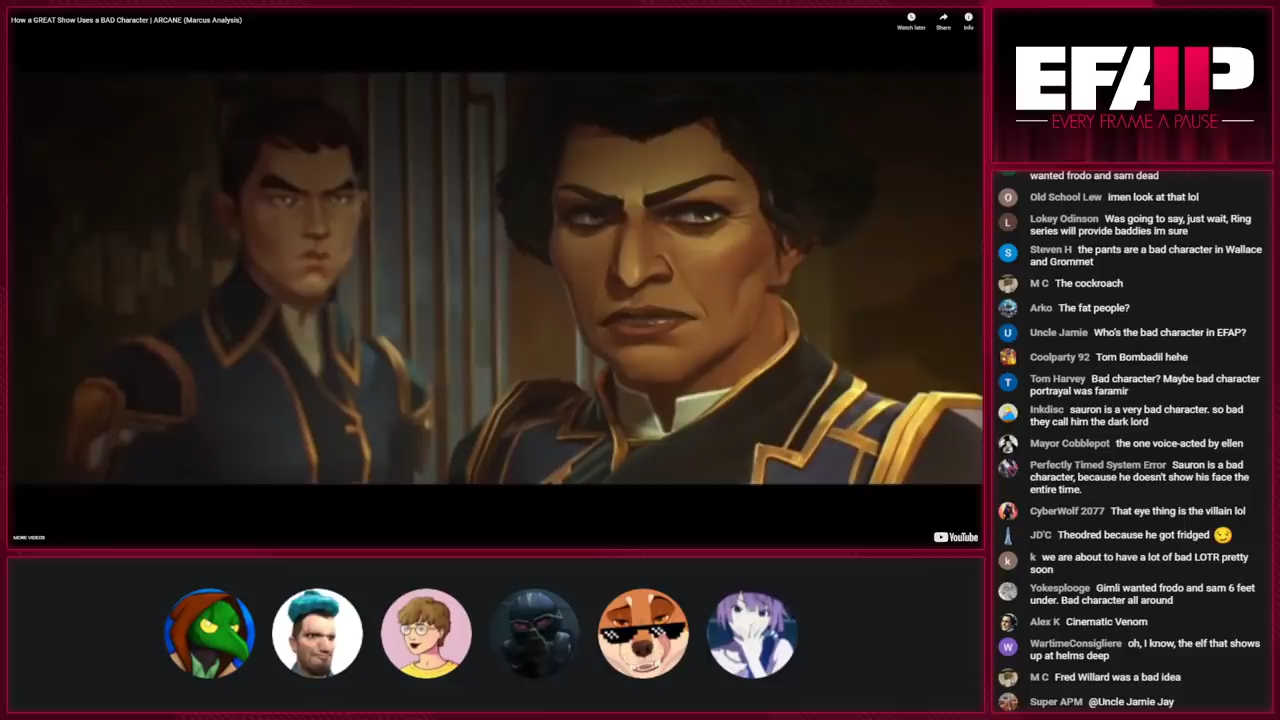 How a GREAT Show Uses a BAD Character | ARCANE (Marcus Analysis)
Watch later
Share
Info
MORE VIDEOS
YouTube
EFAP
EVERY FRAME A PAUSE
wanted frodo and sam dead
O
Old School Lew imen look at that lol
L
Lokey Odinson Was going to say, just wait, Ring
series will provide baddies im sure
S
Steven H the pants are a bad character in Wallace
and Grommet
M C The cockroach
Arko The fat people?
U
Uncle Jamie Who's the bad character in EFAP?
Coolparty 92 Tom Bombadil hehe
T
Tom Harvey Bad character? Maybe bad character
portrayal was faramir
Inkdisc sauron is a very bad character. so bad
they call him the dark lord
Mayor Cobblepot the one voice-acted by ellen
Perfectly Timed System Error Sauron is a bad
character, because he doesn't show his face the
entire time.
CyberWolf 2077 That eye thing is the villain lol
JD'C Theodred because he got fridged 😏
k
k we are about to have a lot of bad LOTR pretty
soon
Yokesplooge Gimli wanted frodo and sam 6 feet
under. Bad character all around
Alex K Cinematic Venom
W
WartimeConsigliere oh, I know, the elf that shows
up at helms deep
M C Fred Willard was a bad idea
Super APM @Uncle Jamie Jay